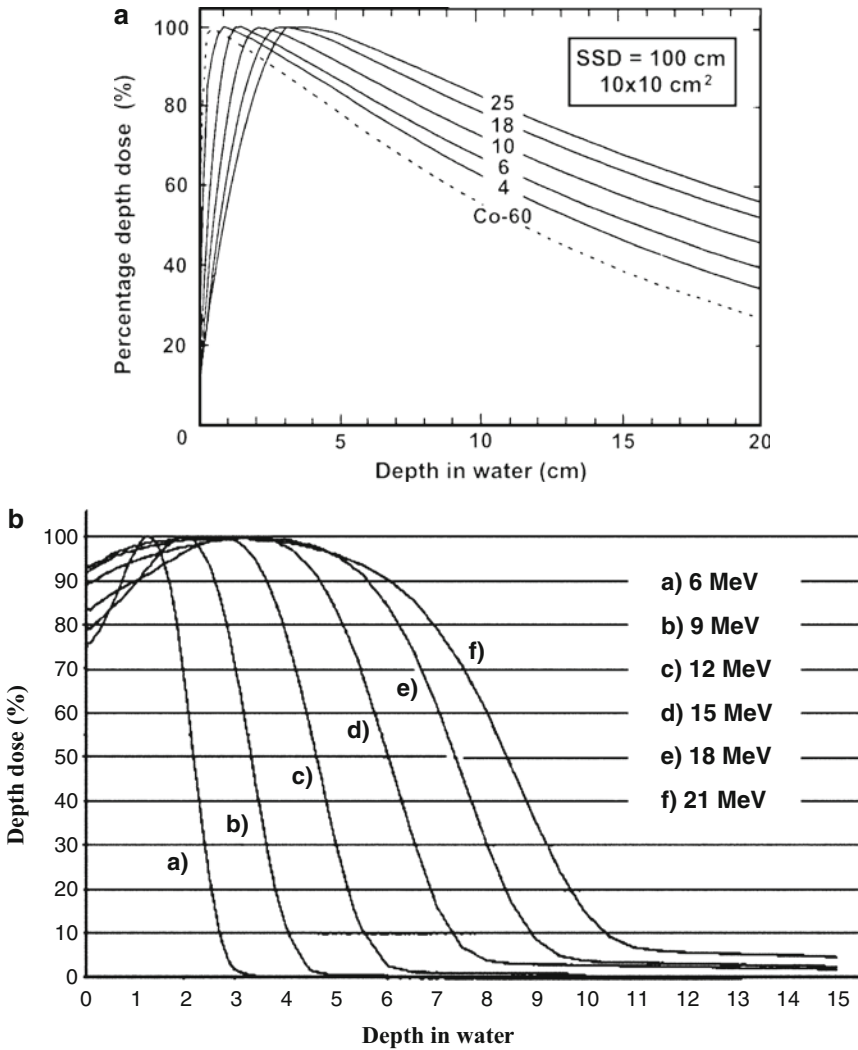 a
Percentage depth dose (%)
100
80
60
40
20
0
SSD = 100 cm
10x10 cm²
25
18
10
6
4
Co-60
5 10 15 20
Depth in water (cm)
b
Depth dose (%)
100
90
80
70
60
50
40
30
20
10
0
a)
b)
c)
d)
e)
f)
a) 6 MeV
b) 9 MeV
c) 12 MeV
d) 15 MeV
e) 18 MeV
f) 21 MeV
0 1 2 3 4 5 6 7 8 9 10 11 12 13 14 15
Depth in water